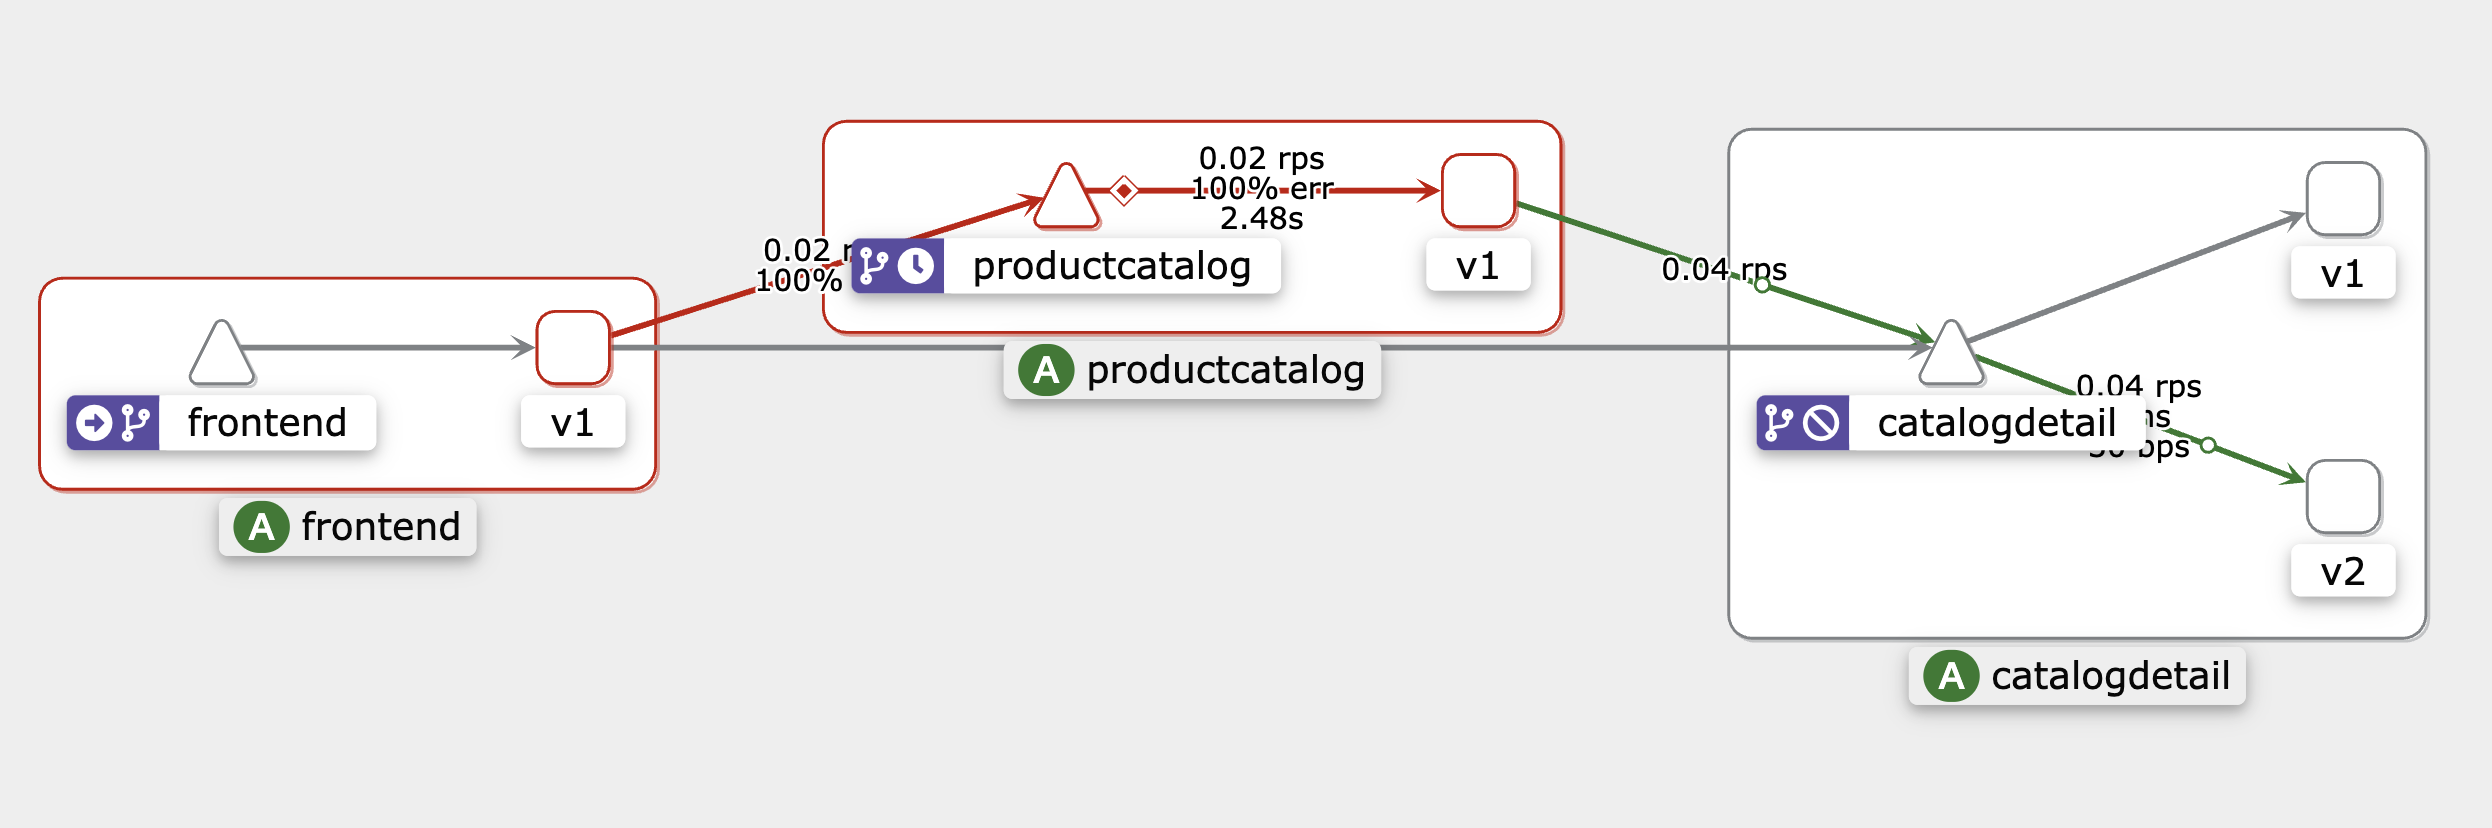 0.02 rps
100% err
2.48s
0.02
100%
productcatalog
v1
0.04 rps
v1
A productcatalog
frontend
v1
0.04 rps
catalogdetail
bps
A frontend
v2
A catalogdetail